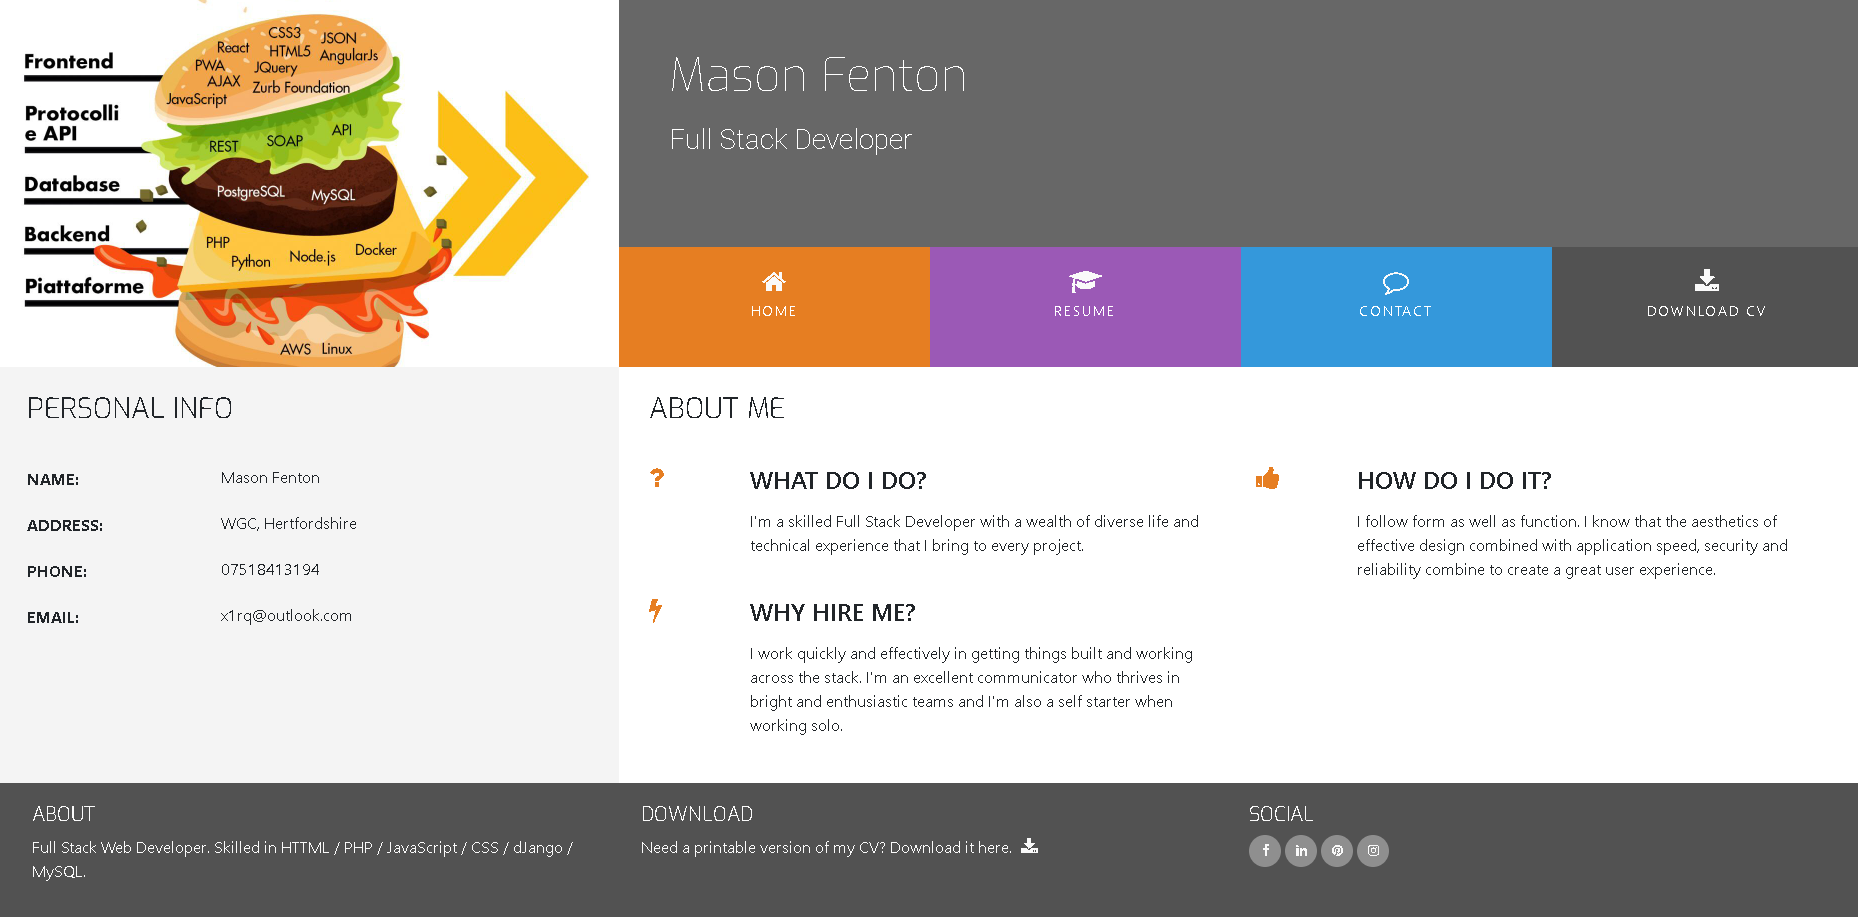 Frontend
Protocolli
e API
Database
Backend
Piattaforme
CSS3
React
JSON
HTML5
AngularJs
PWA
JQuery
AJAX
Zurb Foundation
JavaScript
API
SOAP
REST
PostgreSQL
MySQL
PHP
Docker
Node.js
Python
AWS Linux
Mason Fenton
Full Stack Developer
HOME
RESUME
CONTACT
DOWNLOAD CV
PERSONAL INFO
NAME: Mason Fenton
ADDRESS: WGC, Hertfordshire
PHONE: 07518413194
EMAIL: x1rq@outlook.com
ABOUT ME
WHAT DO I DO?
I'm a skilled Full Stack Developer with a wealth of diverse life and
technical experience that I bring to every project.
HOW DO I DO IT?
I follow form as well as function. I know that the aesthetics of
effective design combined with application speed, security and
reliability combine to create a great user experience.
WHY HIRE ME?
I work quickly and effectively in getting things built and working
across the stack. I'm an excellent communicator who thrives in
bright and enthusiastic teams and I'm also a self starter when
working solo.
ABOUT
Full Stack Web Developer. Skilled in HTTML / PHP / JavaScript / CSS / dJango /
MySQL.
DOWNLOAD
Need a printable version of my CV? Download it here.
SOCIAL